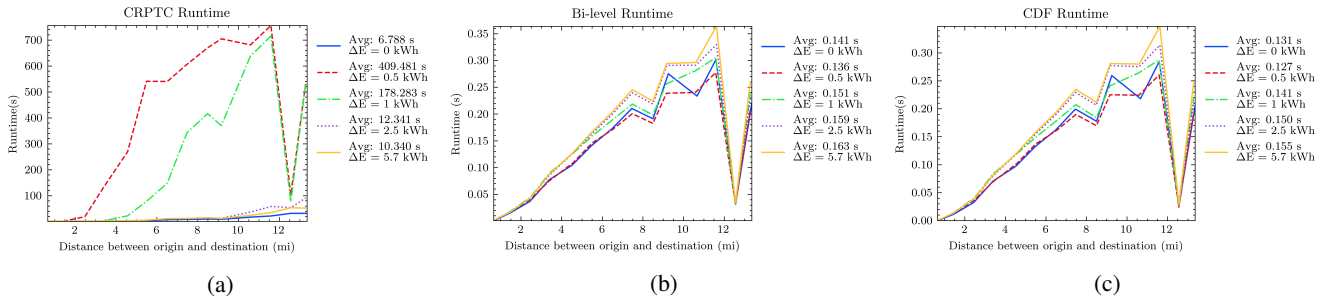 CRPTC Runtime
700
600
500
400
300
200
100
Runtime(s)
2 4 6 8 10 12
Distance between origin and destination (mi)
Avg: 6.788 s
ΔE = 0 kWh
Avg: 409.481 s
ΔE = 0.5 kWh
Avg: 178.283 s
ΔE = 1 kWh
Avg: 12.341 s
ΔE = 2.5 kWh
Avg: 10.340 s
ΔE = 5.7 kWh
(a)
Bi-level Runtime
0.35
0.30
0.25
0.20
0.15
0.10
0.05
Runtime (s)
2 4 6 8 10 12
Distance between origin and destination (mi)
Avg: 0.141 s
ΔE = 0 kWh
Avg: 0.136 s
ΔE = 0.5 kWh
Avg: 0.151 s
ΔE = 1 kWh
Avg: 0.159 s
ΔE = 2.5 kWh
Avg: 0.163 s
ΔE = 5.7 kWh
(b)
CDF Runtime
0.30
0.25
0.20
0.15
0.10
0.05
0.00
Runtime(s)
2 4 6 8 10 12
Distance between origin and destination (mi)
Avg: 0.131 s
ΔE = 0 kWh
Avg: 0.127 s
ΔE = 0.5 kWh
Avg: 0.141 s
ΔE = 1 kWh
Avg: 0.150 s
ΔE = 2.5 kWh
Avg: 0.155 s
ΔE = 5.7 kWh
(c)